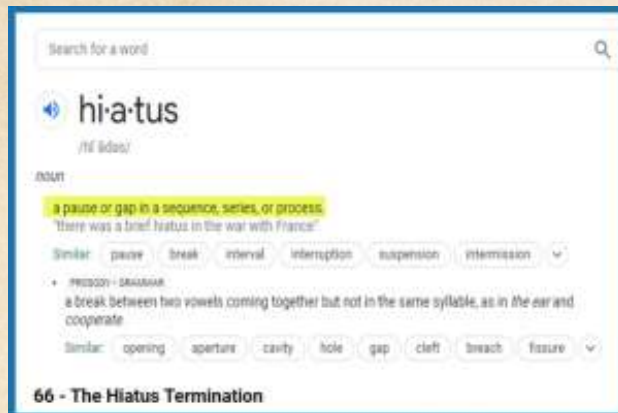 Search for a word
hi·a·tus
/hīˈādəs/
noun
a pause or gap in a sequence, series, or process.
"there was a brief hiatus in the war with France"
Similar: pause break interval interruption suspension intermission
PROSODY • GRAMMAR
a break between two vowels coming together but not in the same syllable, as in the ear and
cooperate
Similar: opening aperture cavity hole gap cleft breach fissure
66 - The Hiatus Termination